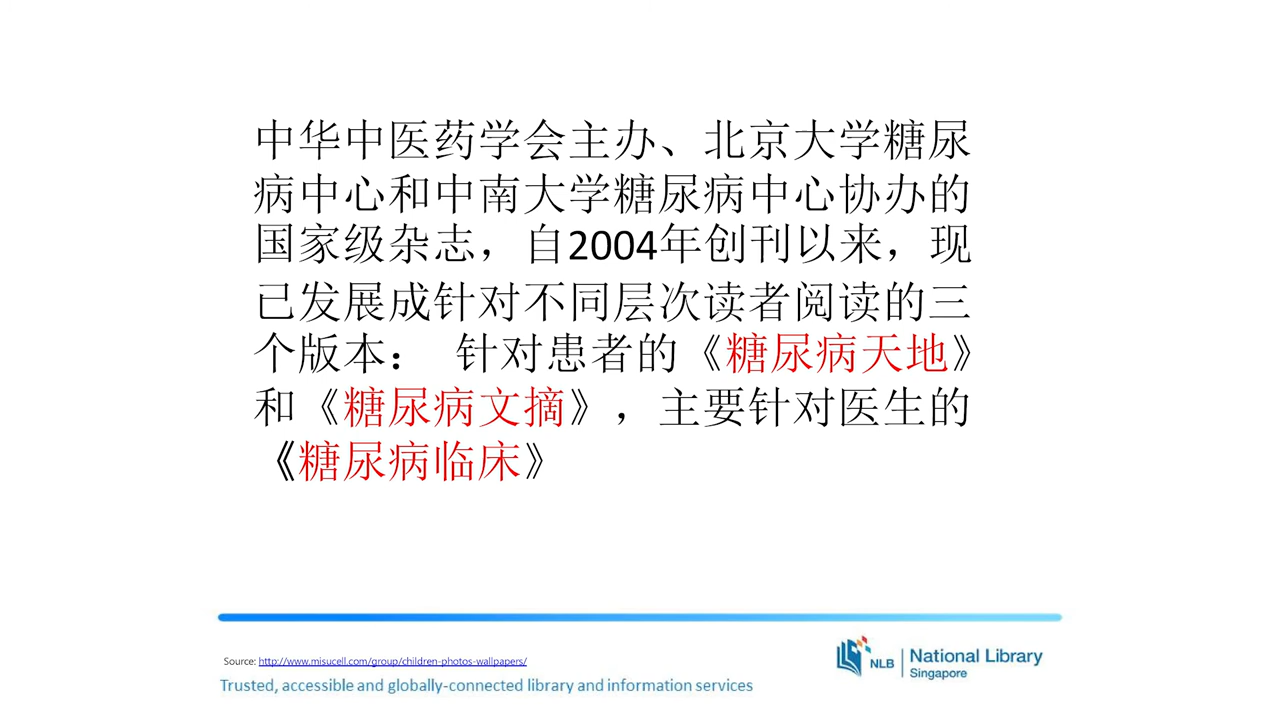 中华中医药学会主办、北京大学糖尿
病中心和中南大学糖尿病中心协办的
国家级杂志，自2004年创刊以来，现
已发展成针对不同层次读者阅读的三
个版本： 针对患者的《糖尿病天地》
和《糖尿病文摘》，主要针对医生的
《糖尿病临床》
Source: http://www.misucell.com/group/children-photos-wallpapers/
Trusted, accessible and globally-connected library and information services
NLB National Library
Singapore